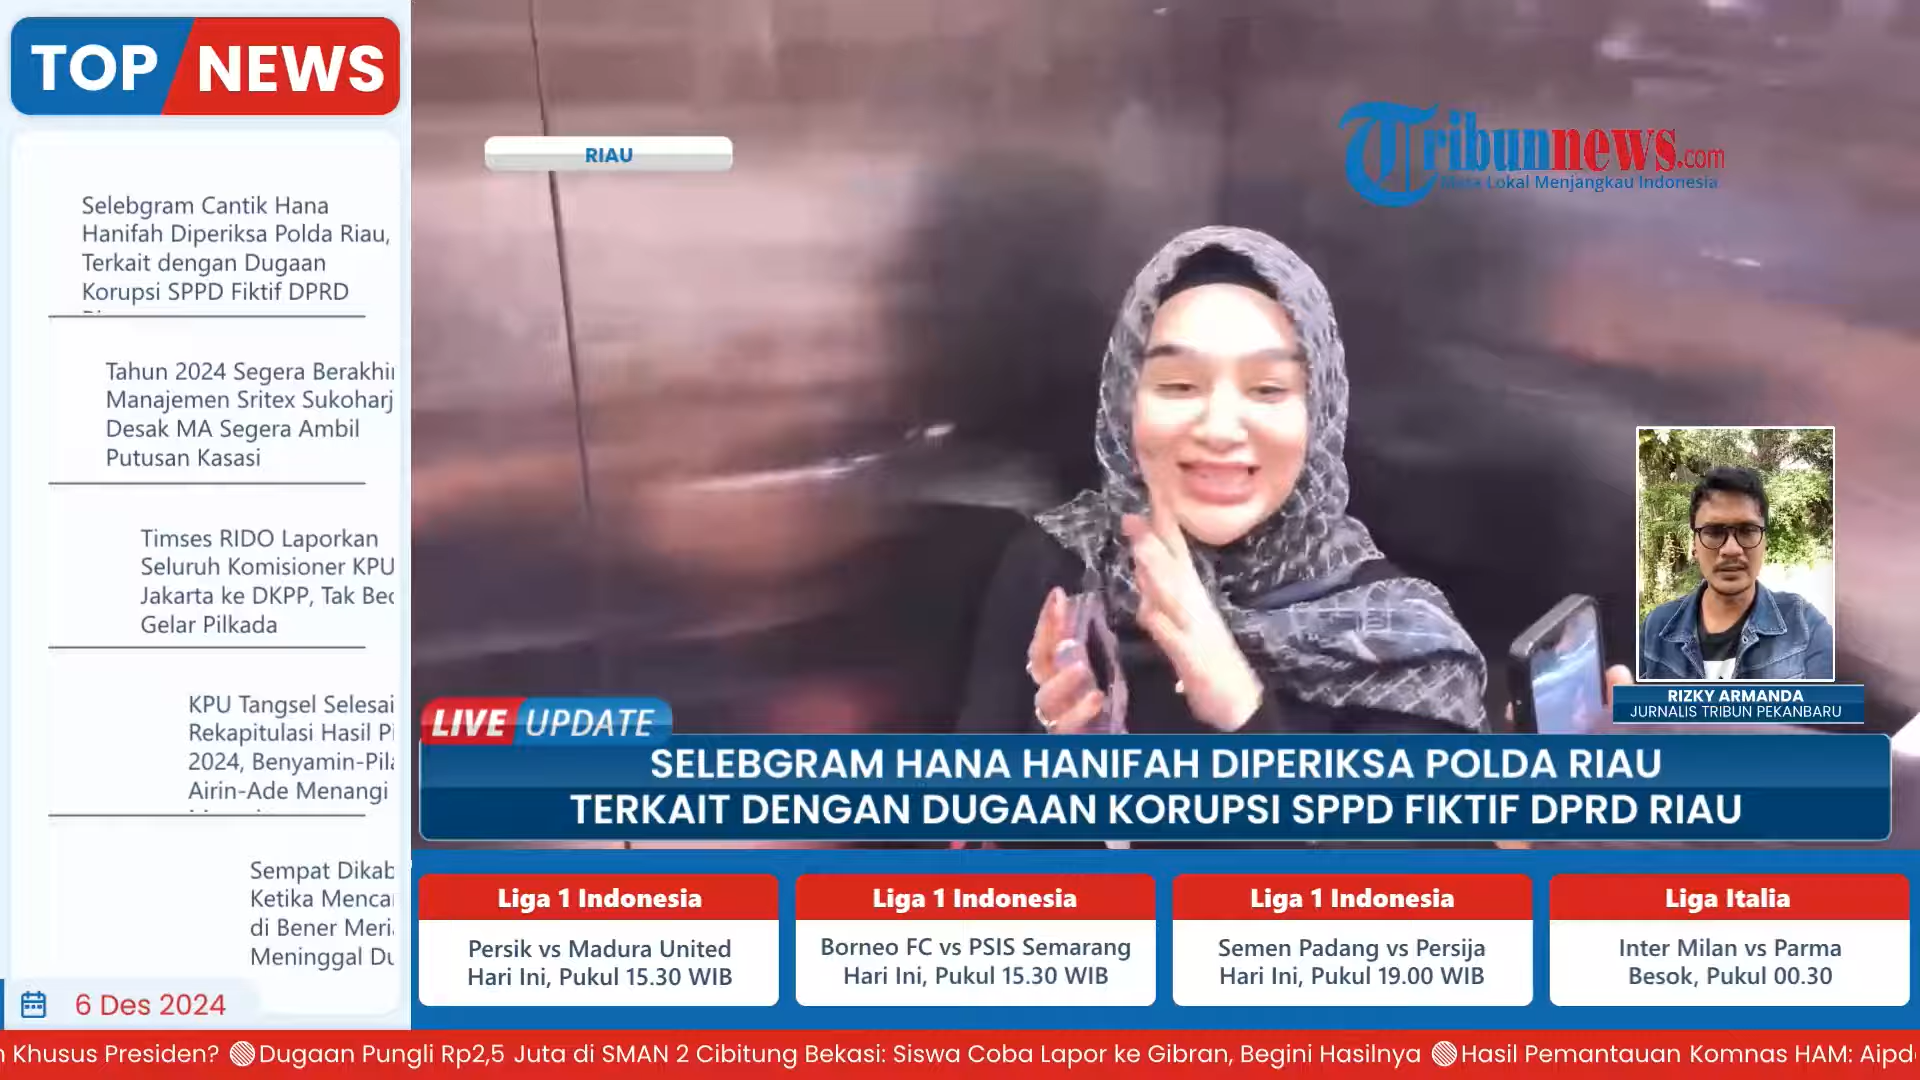 TOP NEWS
Selebgram Cantik Hana
Hanifah Diperiksa Polda Riau,
Terkait dengan Dugaan
Korupsi SPPD Fiktif DPRD
Tahun 2024 Segera Berakhir
Manajemen Sritex Sukoharj
Desak MA Segera Ambil
Putusan Kasasi
Timses RIDO Laporkan
Seluruh Komisioner KPU
Jakarta ke DKPP, Tak Bec
Gelar Pilkada
KPU Tangsel Selesai
Rekapitulasi Hasil Pi
2024, Benyamin-Pila
Airin-Ade Menangi
Sempat Dikab
Ketika Menca
di Bener Meri
Meninggal Du
6 Des 2024
RIAU
Tribunnews.com
Mata Lokal Menjangkau Indonesia
RIZKY ARMANDA
JURNALIS TRIBUN PEKANBARU
LIVE UPDATE
SELEBGRAM HANA HANIFAH DIPERIKSA POLDA RIAU
TERKAIT DENGAN DUGAAN KORUPSI SPPD FIKTIF DPRD RIAU
Liga 1 Indonesia
Persik vs Madura United
Hari Ini, Pukul 15.30 WIB
Liga 1 Indonesia
Borneo FC vs PSIS Semarang
Hari Ini, Pukul 15.30 WIB
Liga 1 Indonesia
Semen Padang vs Persija
Hari Ini, Pukul 19.00 WIB
Liga Italia
Inter Milan vs Parma
Besok, Pukul 00.30
n Khusus Presiden? Dugaan Pungli Rp2,5 Juta di SMAN 2 Cibitung Bekasi: Siswa Coba Lapor ke Gibran, Begini Hasilnya Hasil Pemantauan Komnas HAM: Aipd